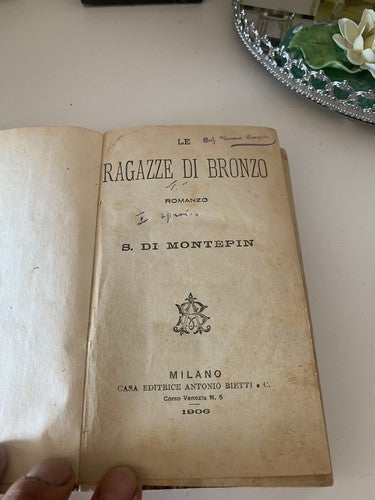 LE
RAGAZZE DI BRONZO
ROMANZO
I
S. DI MONTEPIN
MILANO
CASA EDITRICE ANTONIO BIETTI e C.
Corso Venezia N. 5
1906